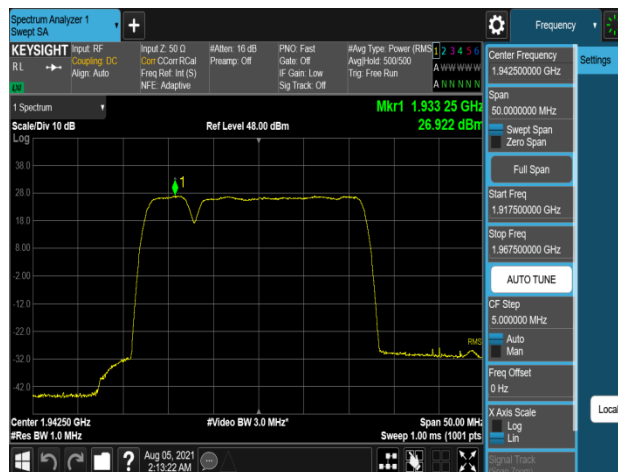 Spectrum Analyzer 1
Swept SA
Frequency
KEYSIGHT
RL
LNI
Input: RF
Coupling: DC
Align: Auto
Input Z: 50 Ω
Corr CCorr RCal
Freq Ref: Int (S)
NFE: Adaptive
#Atten: 16 dB
Preamp: Off
PNO: Fast
Gate: Off
IF Gain: Low
Sig Track: Off
#Avg Type: Power (RMS
Avg|Hold: 500/500
Trig: Free Run
1 2 3 4 5 6
A W W W W W
A N N N N N
1 Spectrum
Scale/Div 10 dB
Log
Ref Level 48.00 dBm
Mkr1 1.933 25 GHz
26.922 dBm
1
38.0
28.0
18.0
8.00
-2.00
-12.0
-22.0
-32.0
-42.0
RMS
Center 1.94250 GHz
#Res BW 1.0 MHz
#Video BW 3.0 MHz*
Span 50.00 MHz
Sweep 1.00 ms (1001 pts)
Aug 05, 2021
2:13:22 AM
Center Frequency
1.942500000 GHz
Settings
Span
50.0000000 MHz
Swept Span
Zero Span
Full Span
Start Freq
1.917500000 GHz
Stop Freq
1.967500000 GHz
AUTO TUNE
CF Step
5.000000 MHz
Auto
Man
Freq Offset
0 Hz
X Axis Scale
Log
Lin
Local
Signal Track